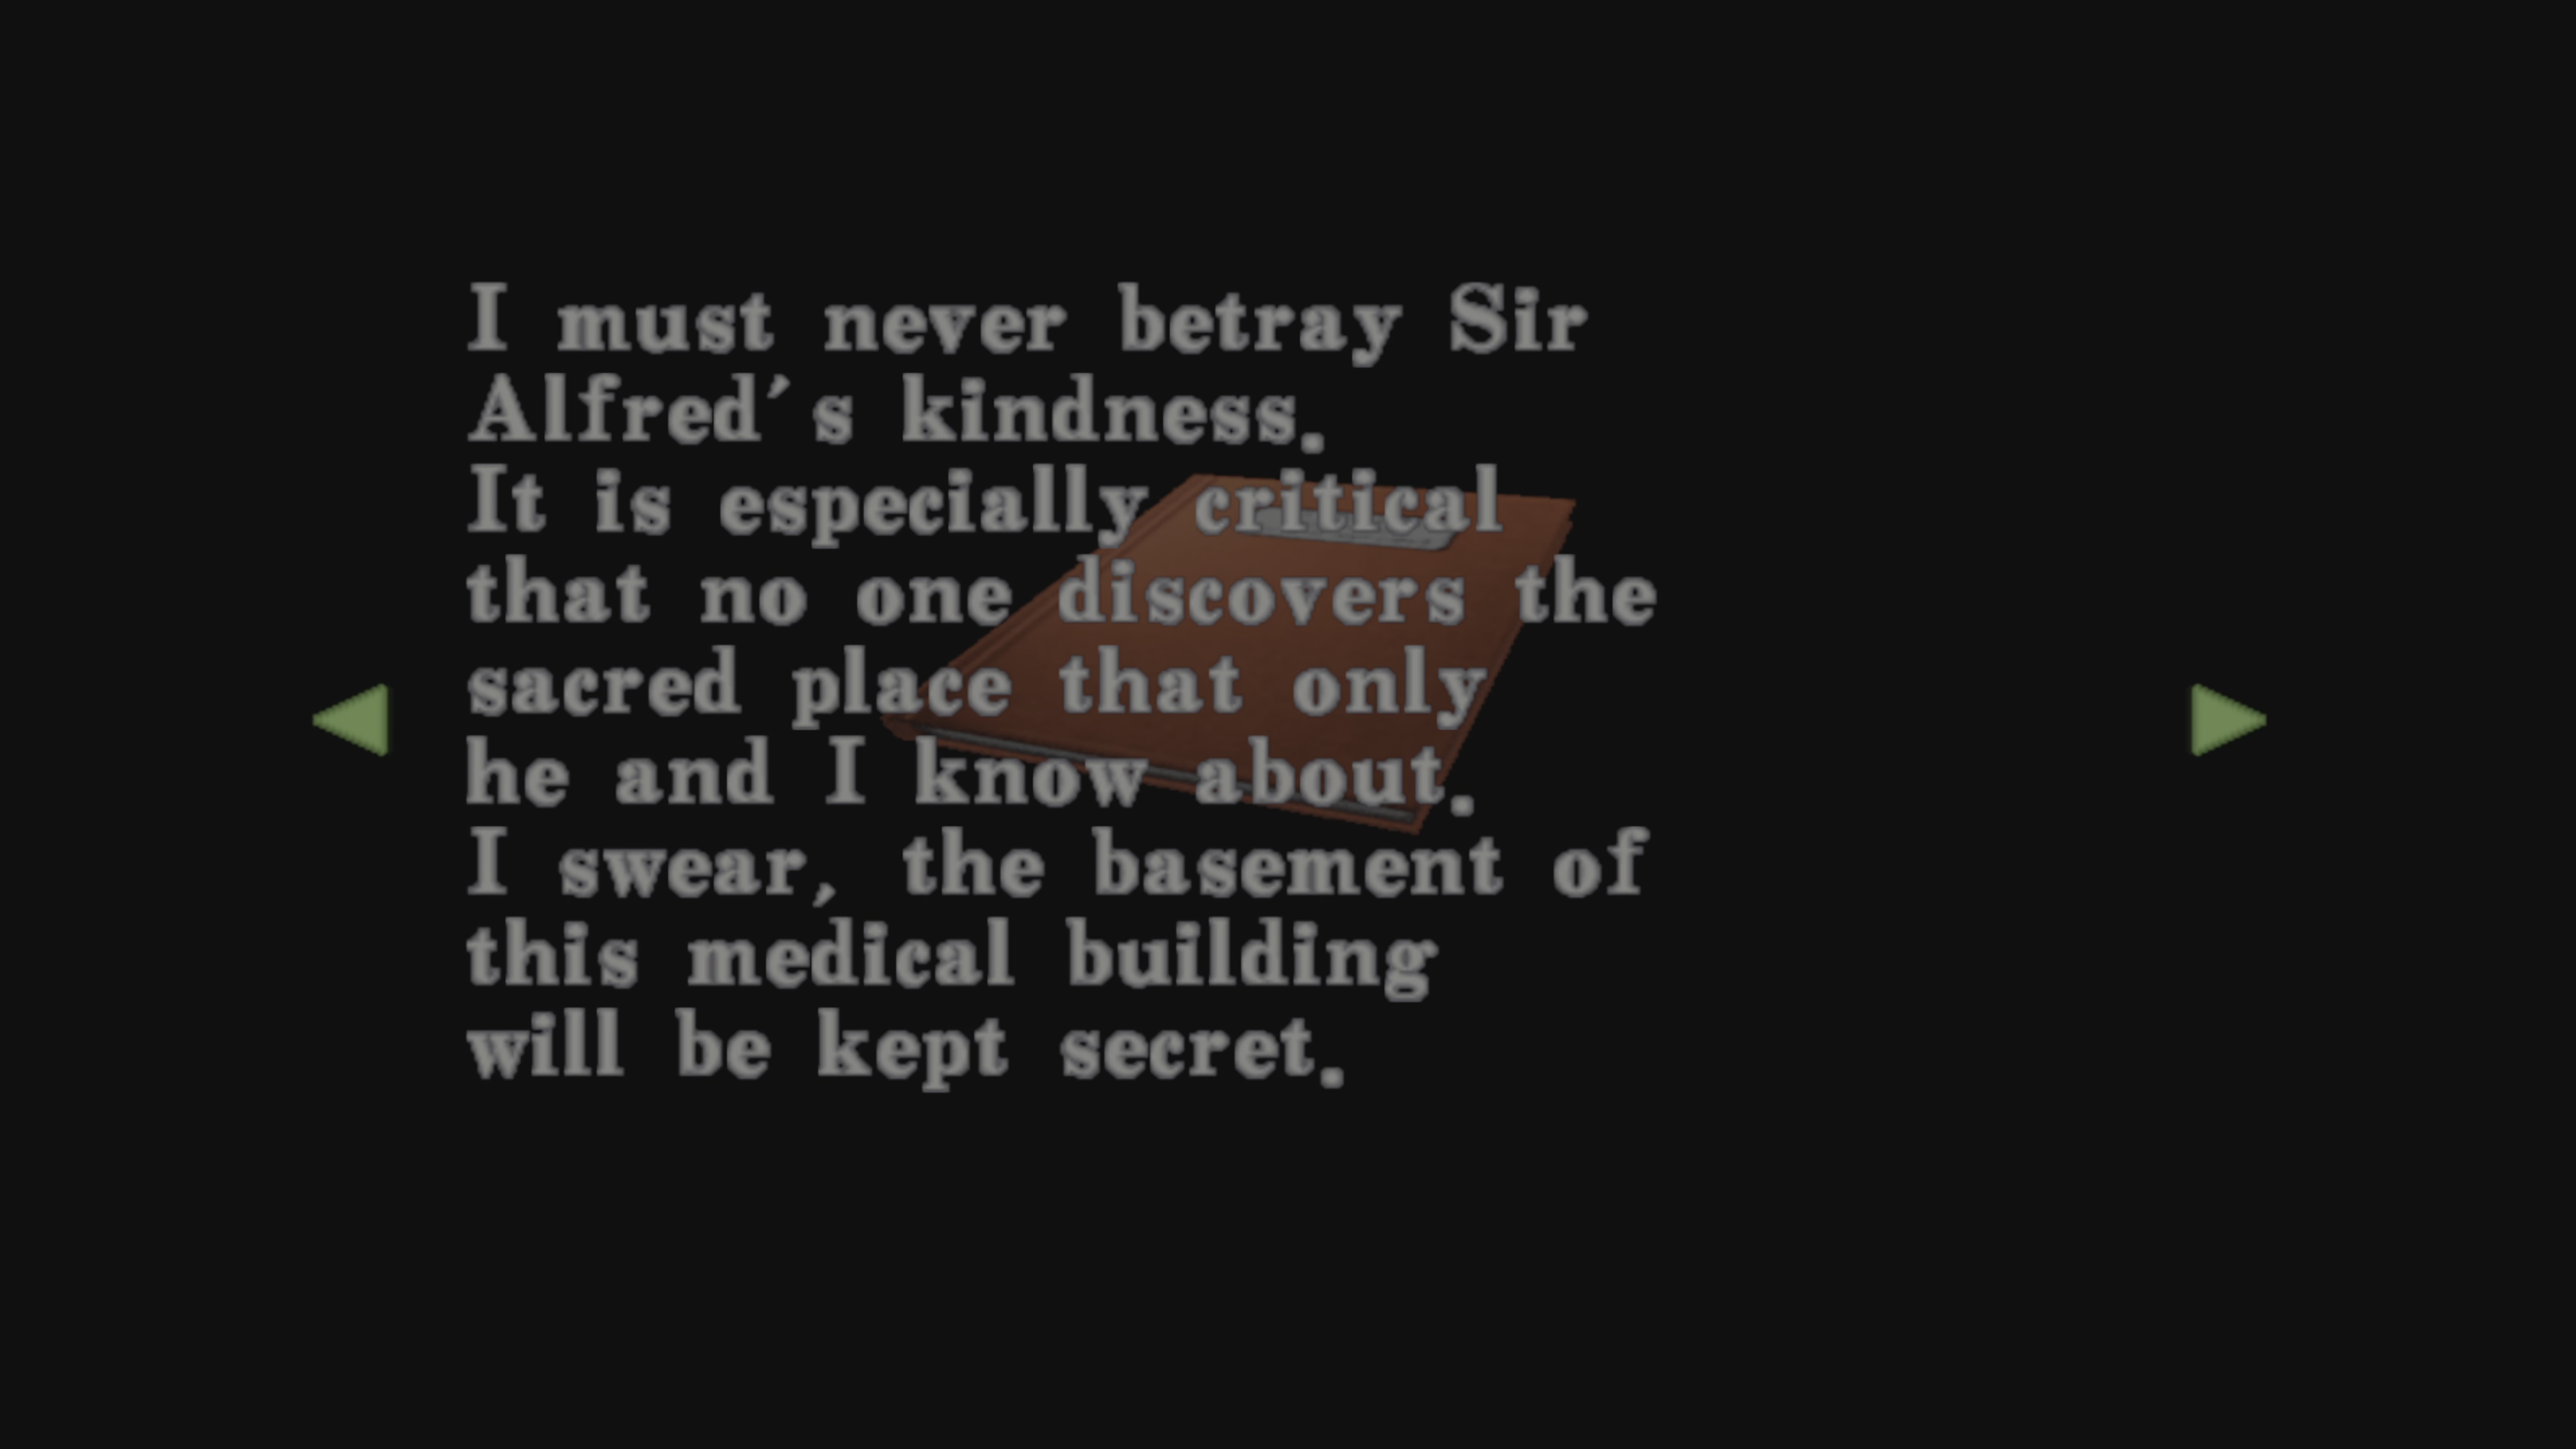 I must never betray Sir
Alfred's kindness.
It is especially critical
that no one discovers the
sacred place that only
he and I know about.
I swear, the basement of
this medical building
will be kept secret.